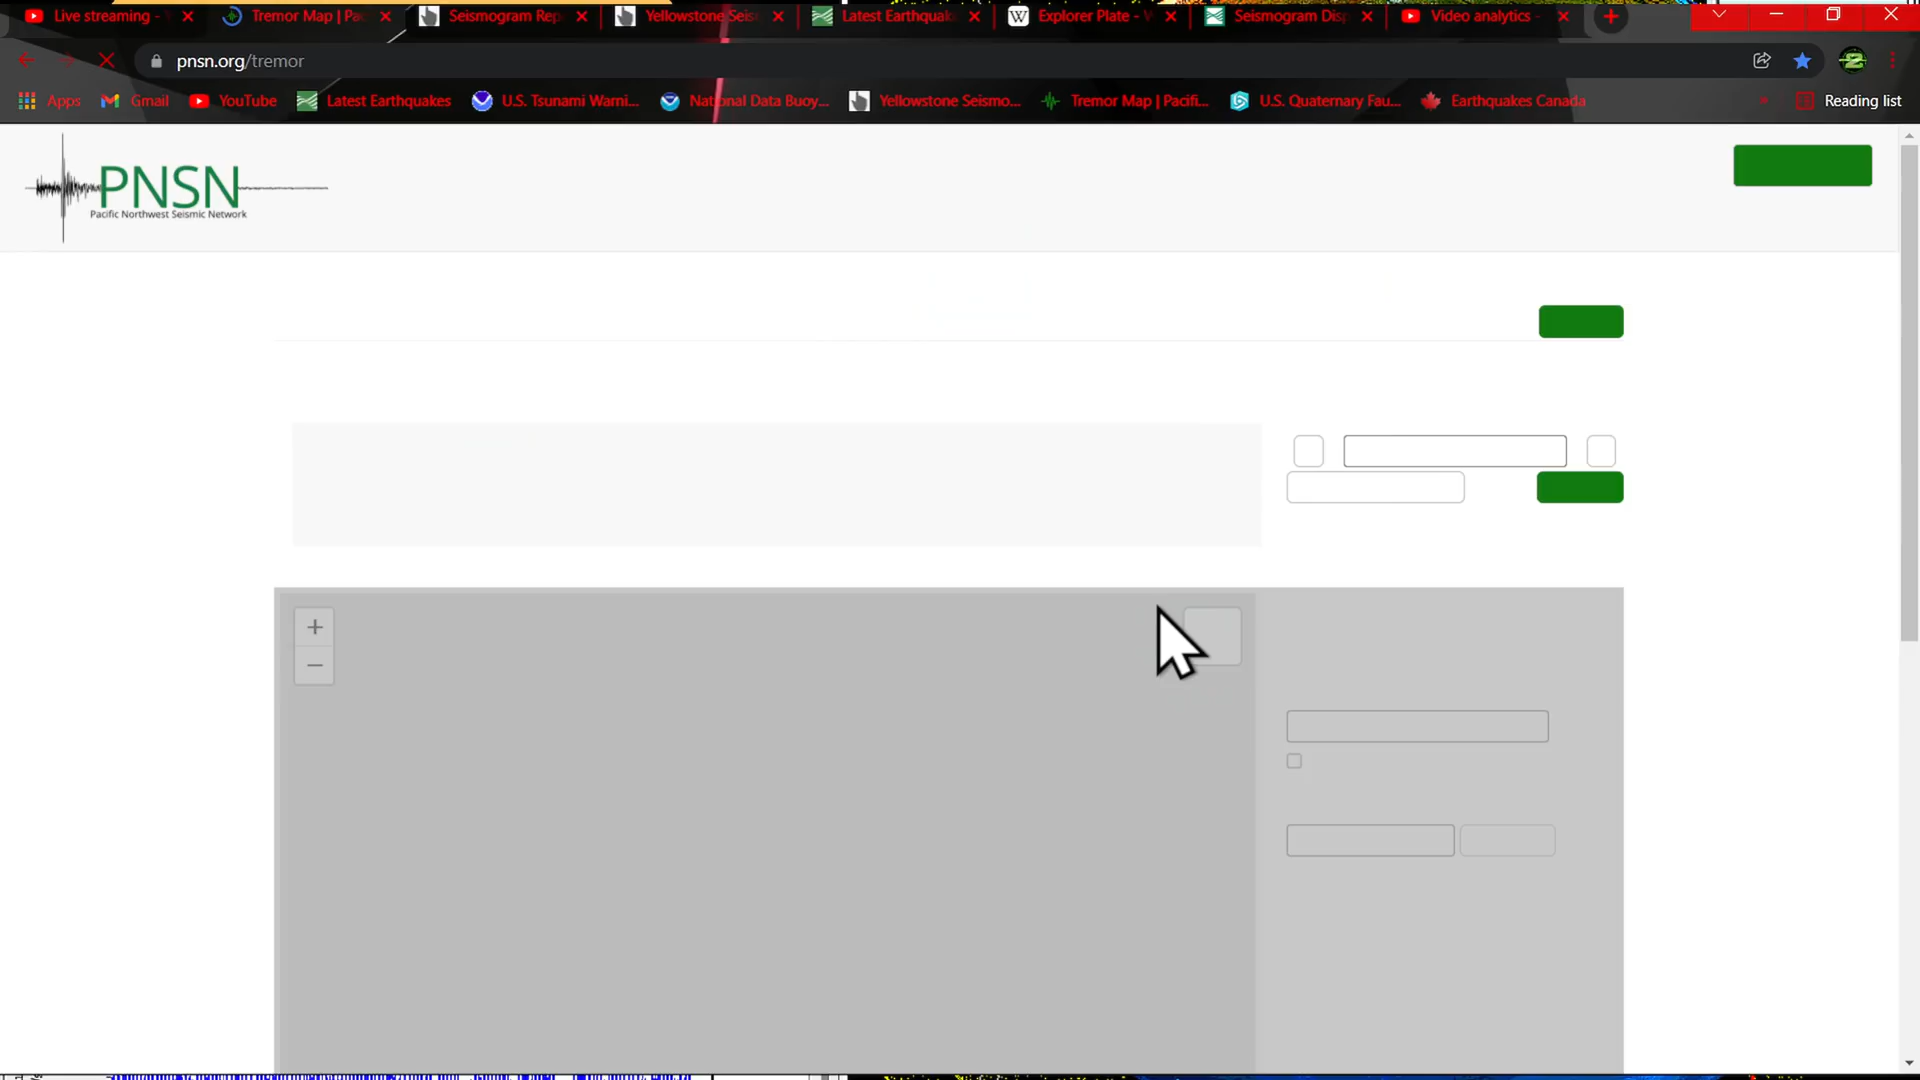 Live streaming -
Tremor Map | Pac
Seismogram Rep
Yellowstone Seis
Latest Earthquak
Explorer Plate - W
Seismogram Disp
Video analytics -
pnsn.org/tremor
Apps
Gmail
YouTube
Latest Earthquakes
U.S. Tsunami Warni...
National Data Buoy...
Yellowstone Seismo...
Tremor Map | Pacifi...
U.S. Quaternary Fau...
Earthquakes Canada
Reading list
PNSN
Pacific Northwest Seismic Network
+
−